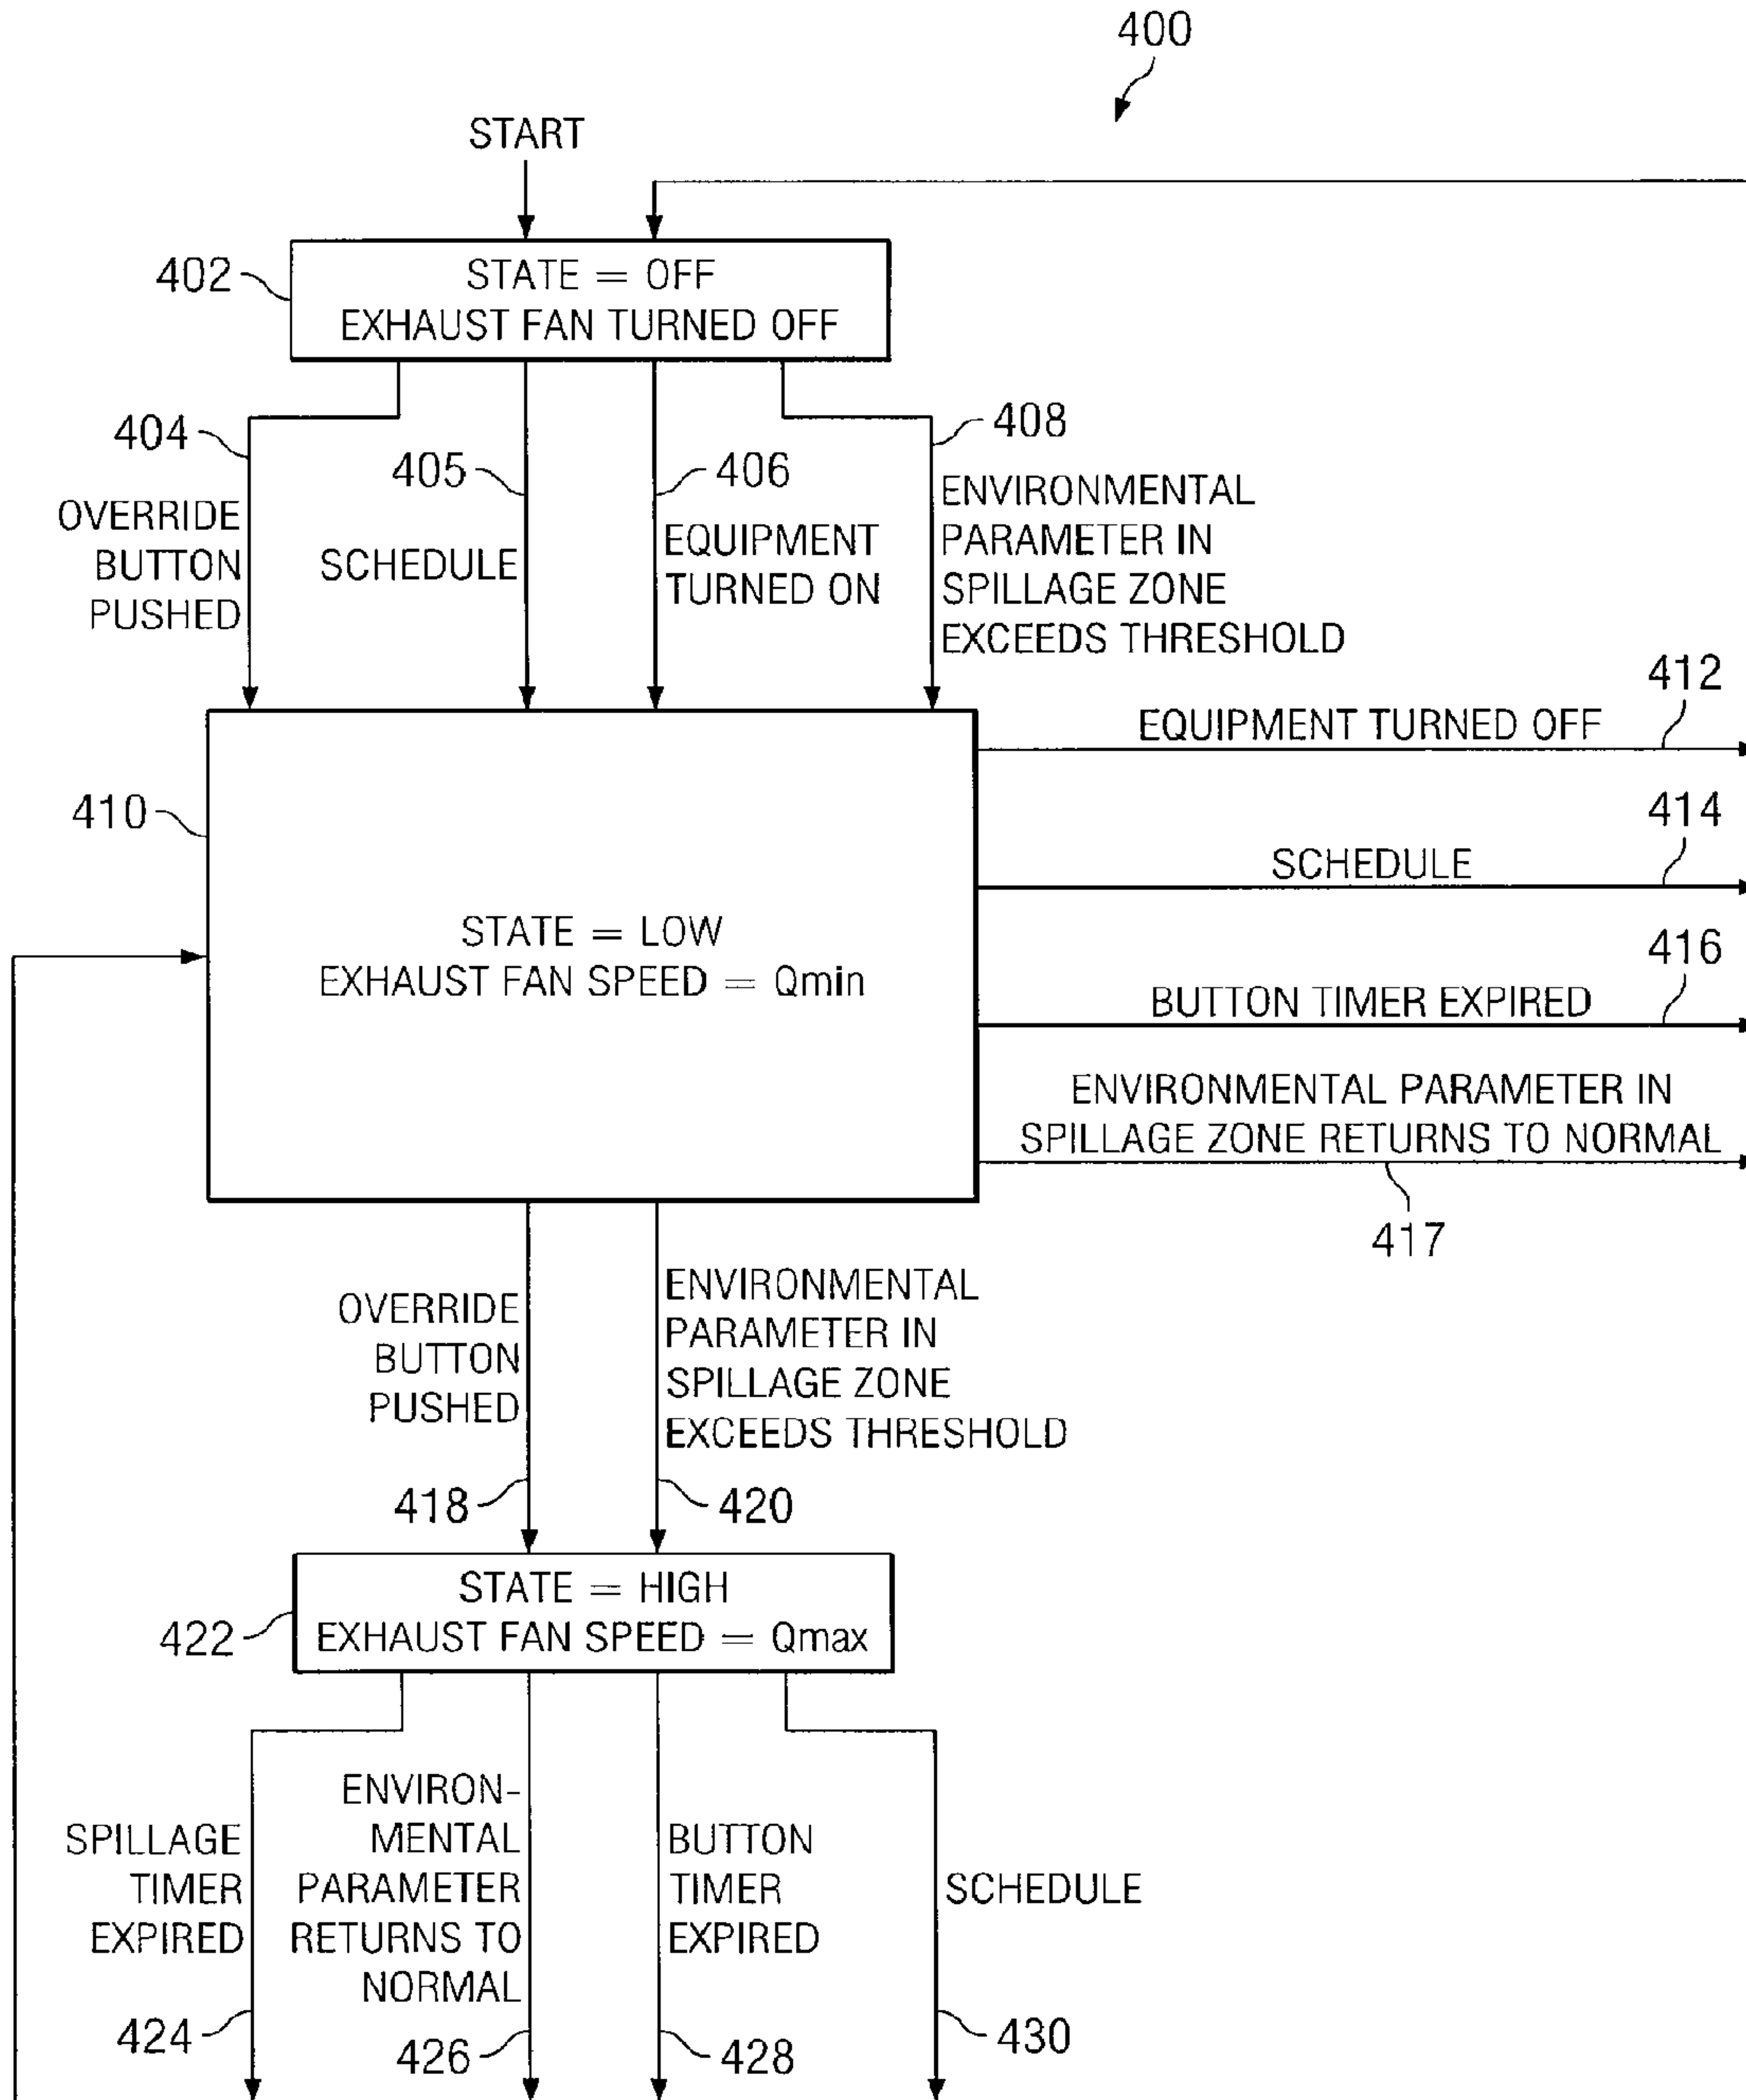 400
START
402
STATE = OFF
EXHAUST FAN TURNED OFF
404
405
406
408
OVERRIDE
BUTTON
PUSHED
SCHEDULE
EQUIPMENT
TURNED ON
ENVIRONMENTAL
PARAMETER IN
SPILLAGE ZONE
EXCEEDS THRESHOLD
410
STATE = LOW
EXHAUST FAN SPEED = Qmin
412
EQUIPMENT TURNED OFF
414
SCHEDULE
416
BUTTON TIMER EXPIRED
ENVIRONMENTAL PARAMETER IN
SPILLAGE ZONE RETURNS TO NORMAL
417
OVERRIDE
BUTTON
PUSHED
ENVIRONMENTAL
PARAMETER IN
SPILLAGE ZONE
EXCEEDS THRESHOLD
418
420
422
STATE = HIGH
EXHAUST FAN SPEED = Qmax
SPILLAGE
TIMER
EXPIRED
ENVIRON-
MENTAL
PARAMETER
RETURNS TO
NORMAL
BUTTON
TIMER
EXPIRED
SCHEDULE
424
426
428
430